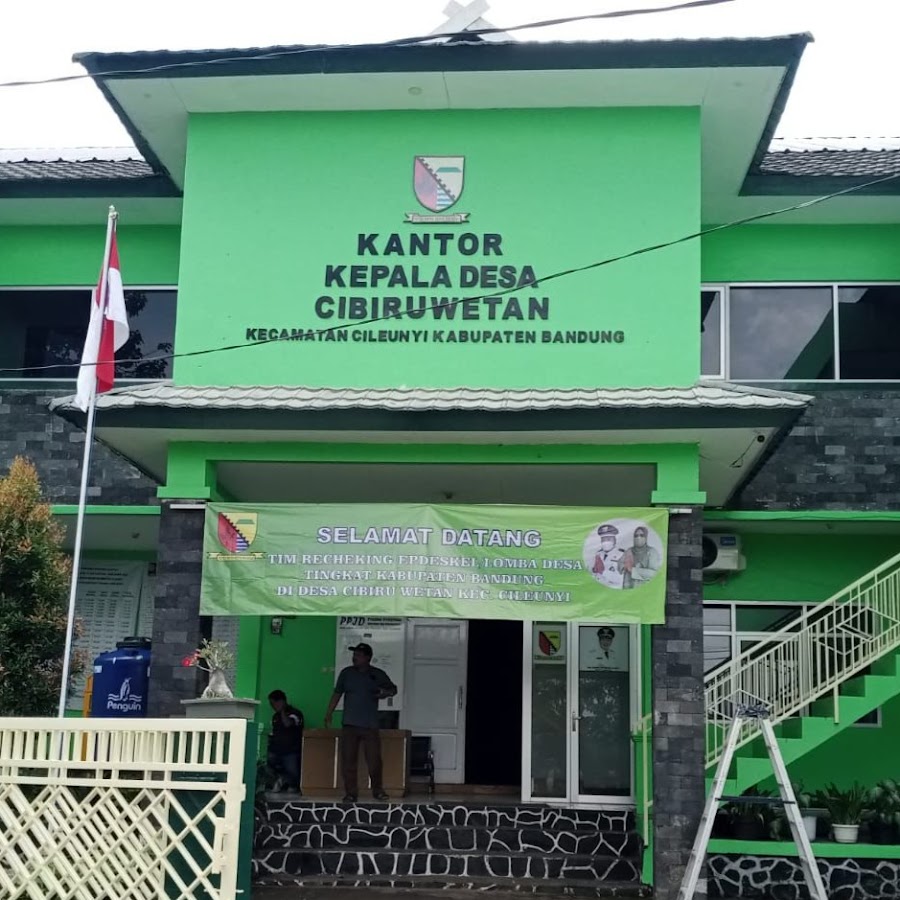 KANTOR
KEPALA DESA
CIBIRUWETAN
KECAMATAN CILEUNYI KABUPATEN BANDUNG
SELAMAT DATANG
TIM RECHEKING EPDESKEL, LOMBA DESA
TINGKAT KABUPATEN BANDUNG
DI DESA CIBIRU WETAN KEC. CILEUNYI
PPID
Penguin